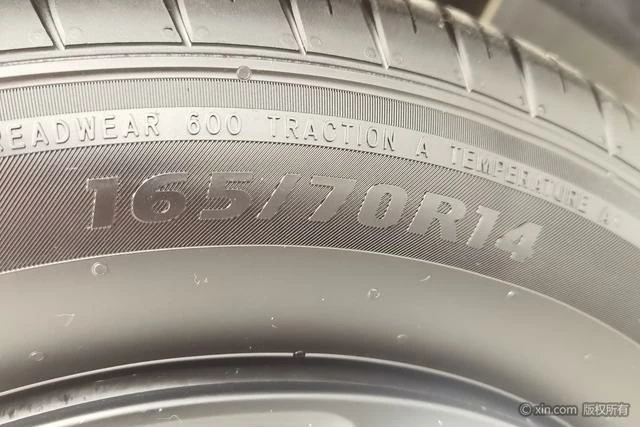 READWEAR 600 TRACTION A TEMPERATURE A
165/70R14
© xin.com 版权所有